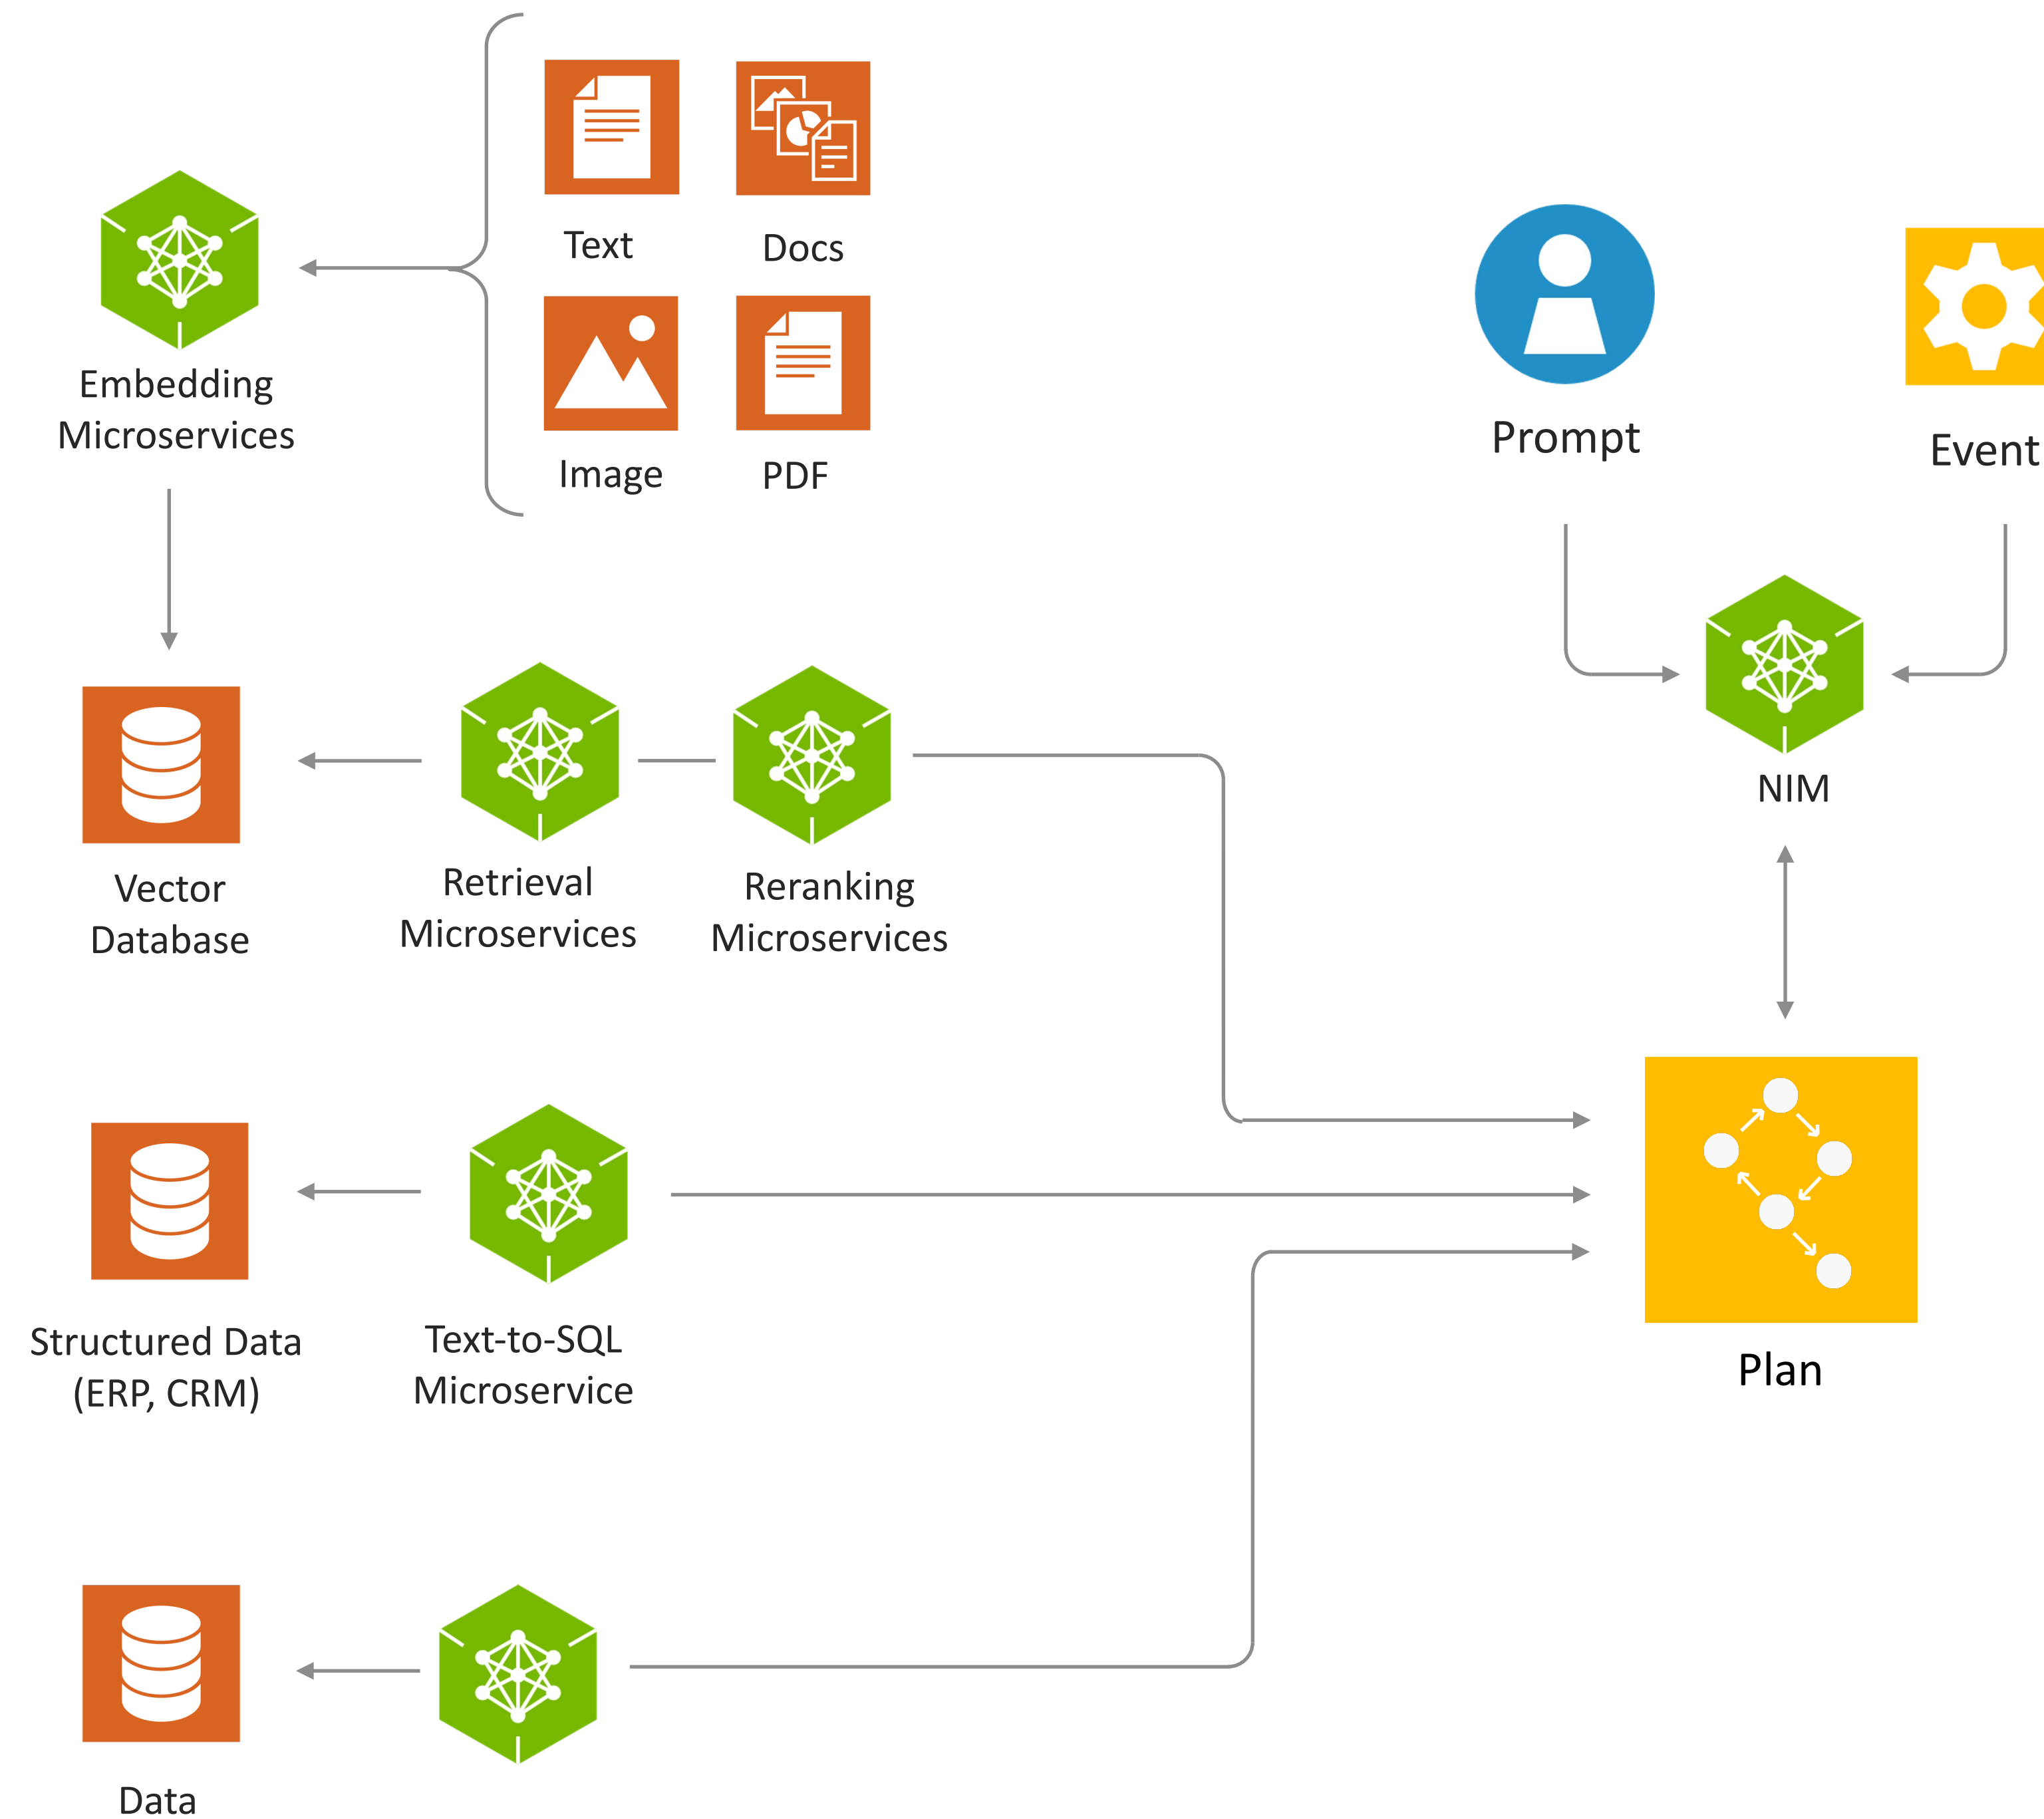 Text
Docs
Embedding
Microservices
Image
PDF
Prompt
Event
NIM
Vector
Database
Retrieval
Microservices
Reranking
Microservices
Structured Data
(ERP, CRM)
Text-to-SQL
Microservice
Plan
Data